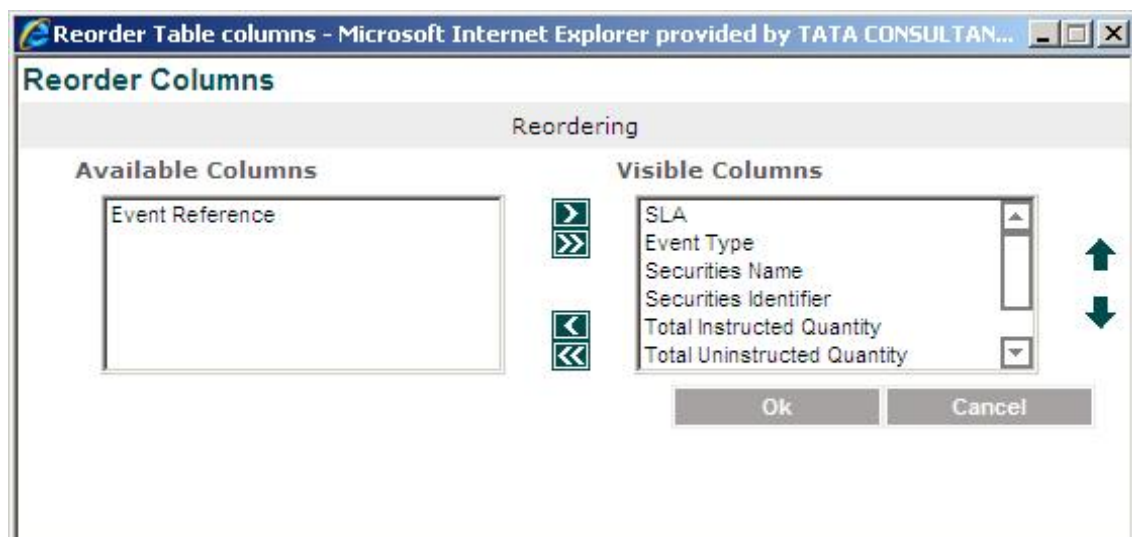 Reorder Table columns - Microsoft Internet Explorer provided by TATA CONSULTAN...
Reorder Columns
Reordering
Available Columns
Event Reference
Visible Columns
SLA
Event Type
Securities Name
Securities Identifier
Total Instructed Quantity
Total Uninstructed Quantity
Ok
Cancel